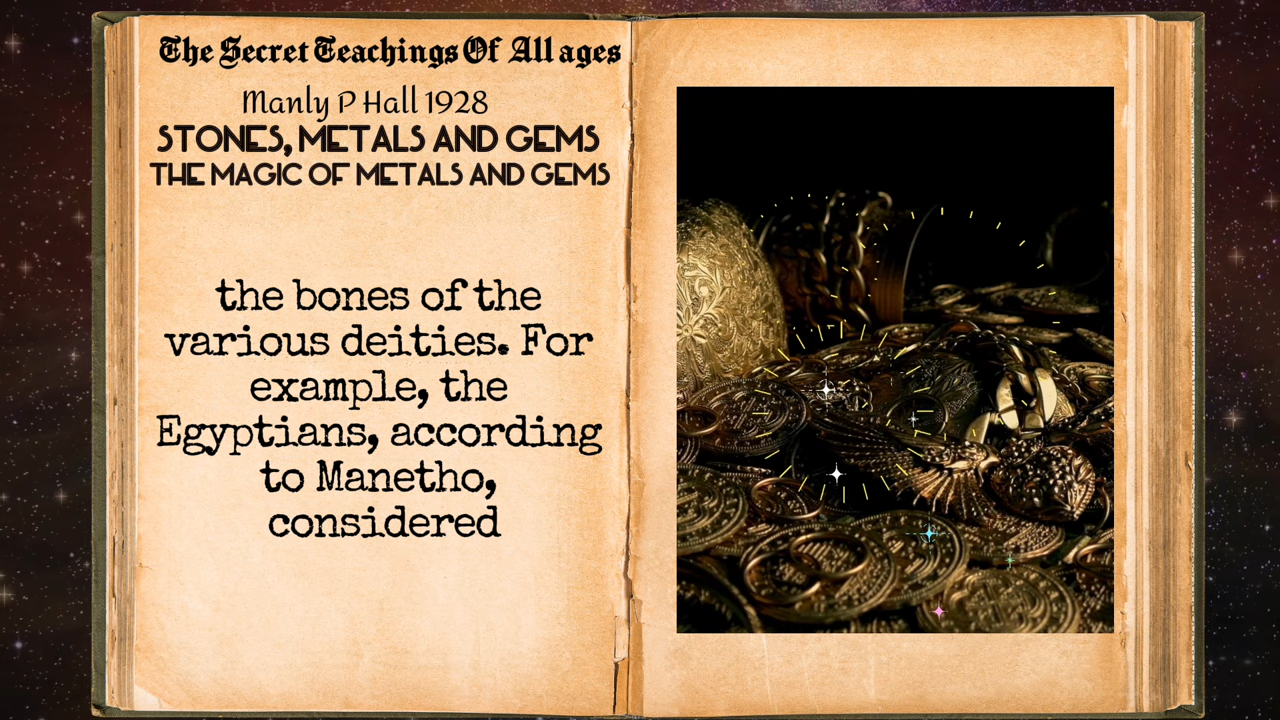 The Secret Teachings Of All ages
Manly P Hall 1928
STONES, METALS AND GEMS
THE MAGIC OF METALS AND GEMS
the bones of the
various deities. For
example, the
Egyptians, according
to Manetho,
considered